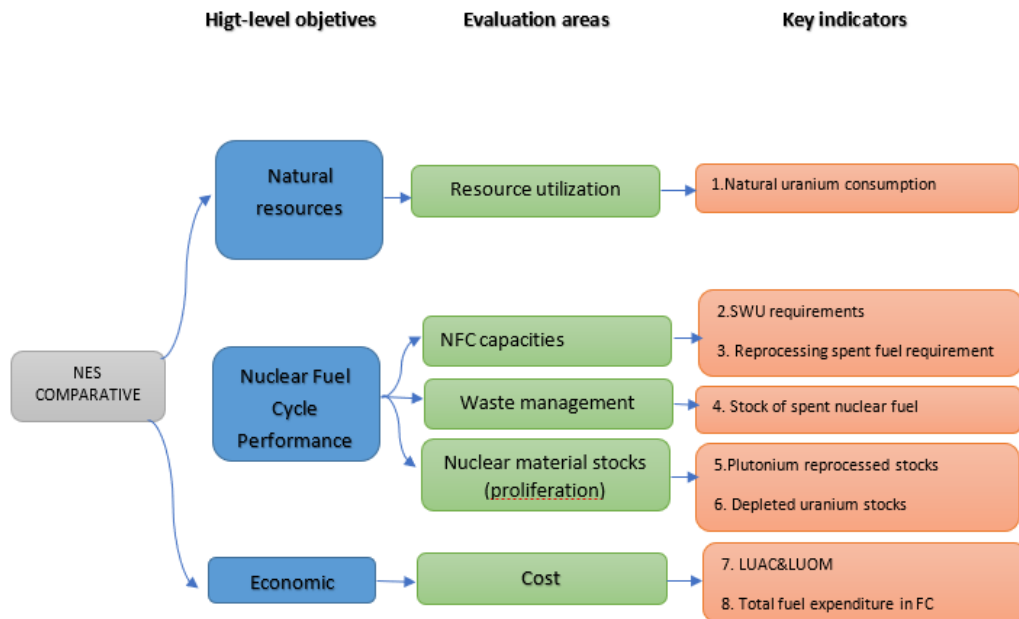 Higt-level objetives
Evaluation areas
Key indicators
Natural
resources
Resource utilization
1.Natural uranium consumption
NES
COMPARATIVE
Nuclear Fuel
Cycle
Performance
NFC capacities
2.SWU requirements
3. Reprocessing spent fuel requirement
Waste management
4. Stock of spent nuclear fuel
Nuclear material stocks
(proliferation)
5.Plutonium reprocessed stocks
6. Depleted uranium stocks
Economic
Cost
7. LUAC&LUOM
8. Total fuel expenditure in FC